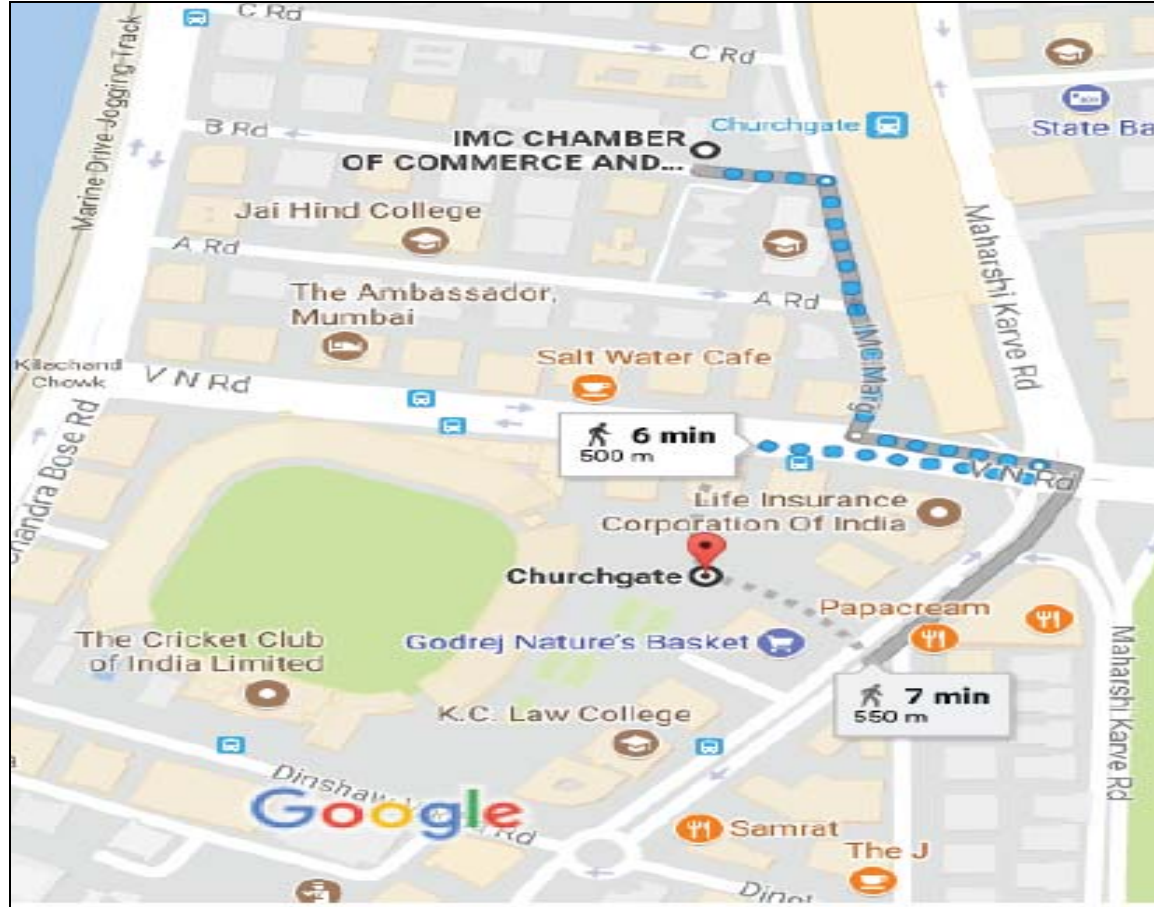 C Rd
C Rd
Marine Drive-Jogging-Track
B Rd
IMC CHAMBER
OF COMMERCE AND...
Churchgate
State Ba
Jai Hind College
A Rd
A Rd
Maharshi Karve Rd
The Ambassador,
Mumbai
IMC Marg
Salt Water Cafe
Kilachand
Chowk
V N Rd
6 min
500 m
V N Rd
handra Bose Rd
Life Insurance
Corporation Of India
Churchgate
Papacream
The Cricket Club
of India Limited
Godrej Nature's Basket
Maharshi Karve Rd
7 min
550 m
K.C. Law College
Dinshaw
Rd
Google
Samrat
The J